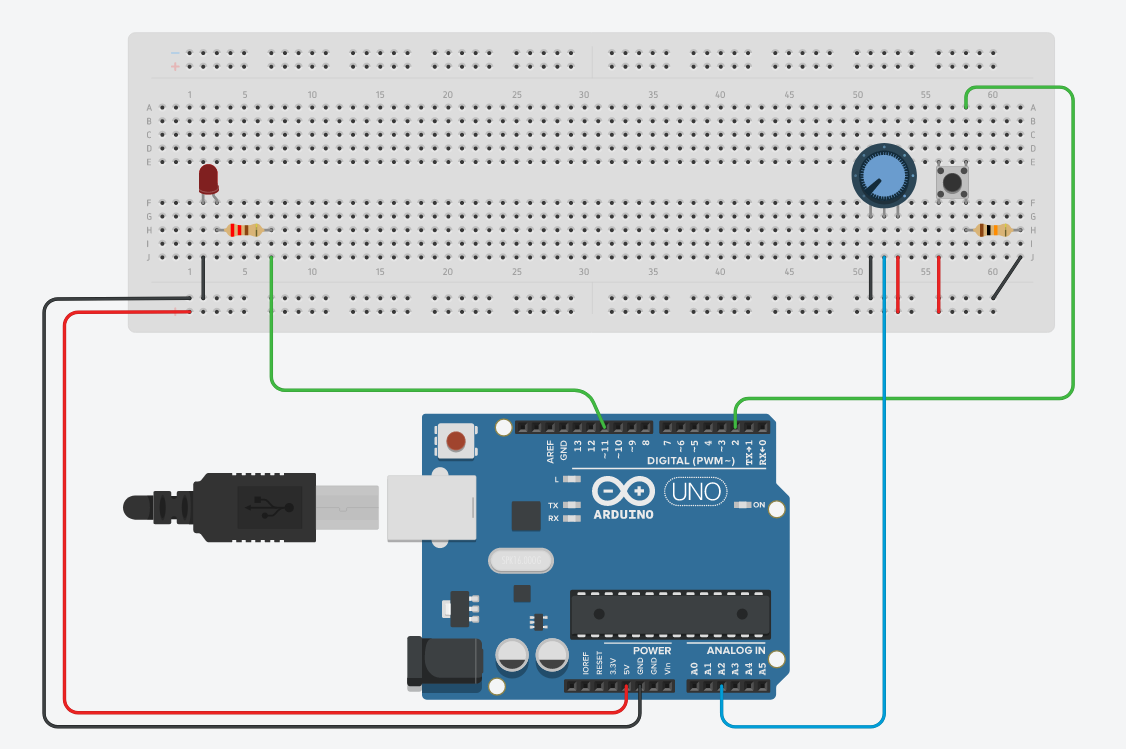 − −
+ +
1 5 10 15 20 25 30 35 40 45 50 55 60
A A
B B
C C
D D
E E
F F
G G
H H
I I
J J
1 5 10 15 20 25 30 35 40 45 50 55 60
AREF GND 13 12 ~11 ~10 ~9 8 7 ~6 ~5 4 ~3 2 TX→1 RX←0
DIGITAL (PWM~)
L
TX
RX
ARDUINO
UNO
ON
POWER ANALOG IN
IOREF RESET 3.3V 5V GND GND Vin A0 A1 A2 A3 A4 A5